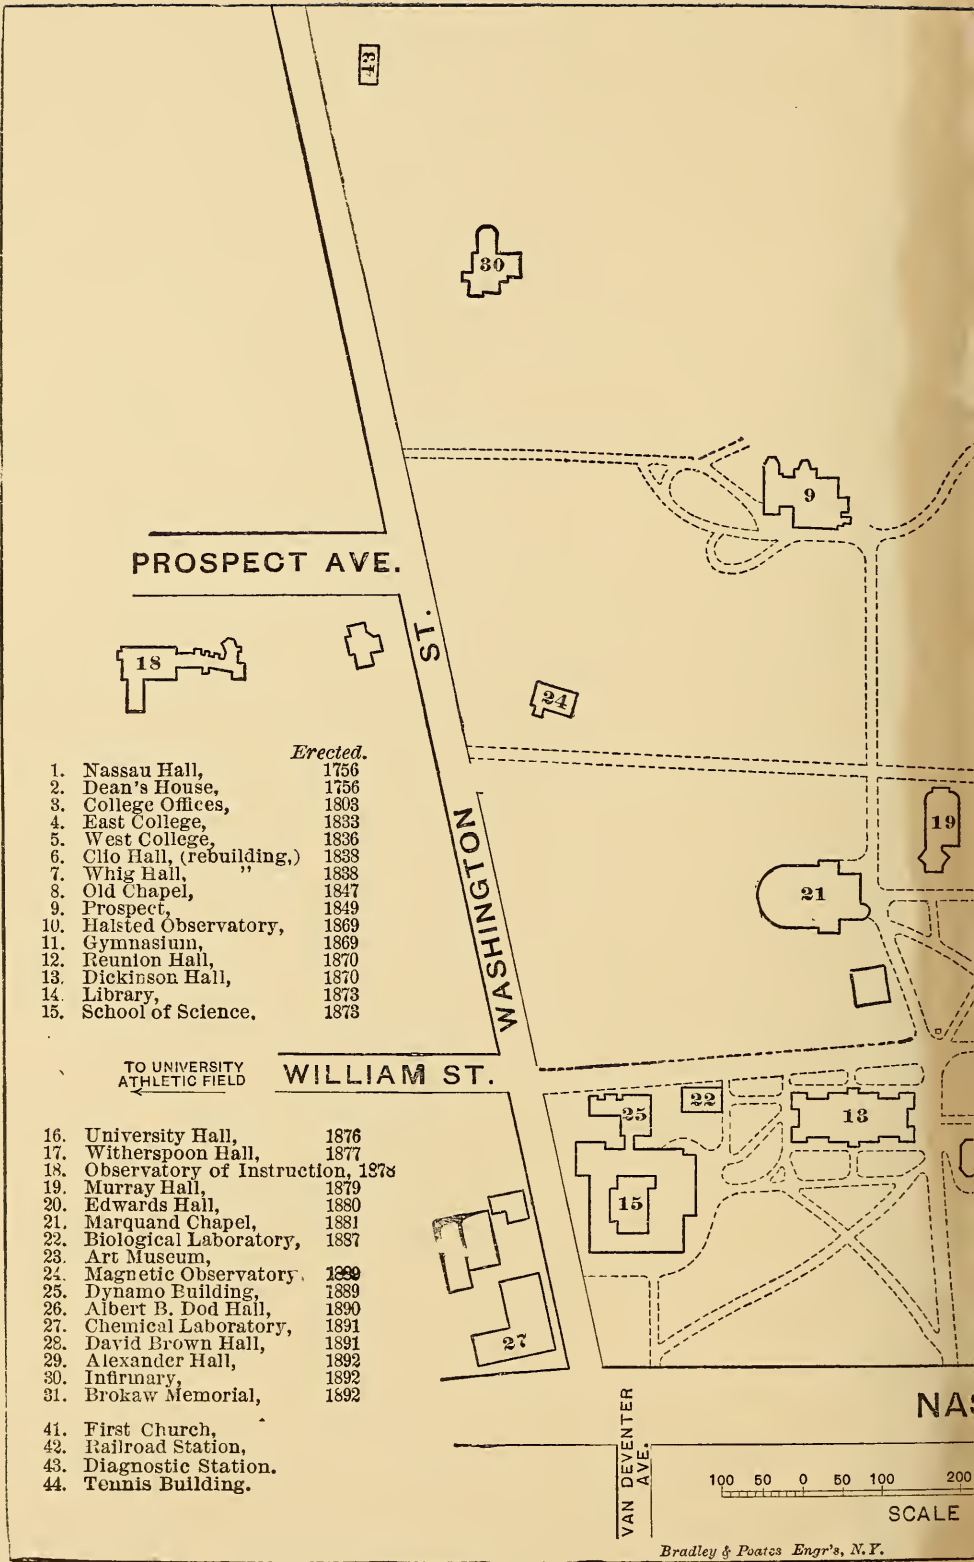 43
30
9
PROSPECT AVE.
ST.
18
24
Erected.
1. Nassau Hall, 1756
2. Dean's House, 1756
3. College Offices, 1803
4. East College, 1833
5. West College, 1836
6. Clio Hall, (rebuilding,) 1838
7. Whig Hall, " 1838
8. Old Chapel, 1847
9. Prospect, 1849
10. Halsted Observatory, 1869
11. Gymnasium, 1869
12. Reunion Hall, 1870
13. Dickinson Hall, 1870
14. Library, 1873
15. School of Science, 1873
WASHINGTON
19
21
TO UNIVERSITY
ATHLETIC FIELD
WILLIAM ST.
25
22
13
15
16. University Hall, 1876
17. Witherspoon Hall, 1877
18. Observatory of Instruction, 1878
19. Murray Hall, 1879
20. Edwards Hall, 1880
21. Marquand Chapel, 1881
22. Biological Laboratory, 1887
23. Art Museum,
24. Magnetic Observatory, 1889
25. Dynamo Building, 1889
26. Albert B. Dod Hall, 1890
27. Chemical Laboratory, 1891
28. David Brown Hall, 1891
29. Alexander Hall, 1892
30. Infirmary, 1892
31. Brokaw Memorial, 1892
27
41. First Church,
42. Railroad Station,
43. Diagnostic Station.
44. Tennis Building.
NAS
VAN DEVENTER
AVE.
100 50 0 50 100 200
SCALE
Bradley & Poates Engr's, N.Y.